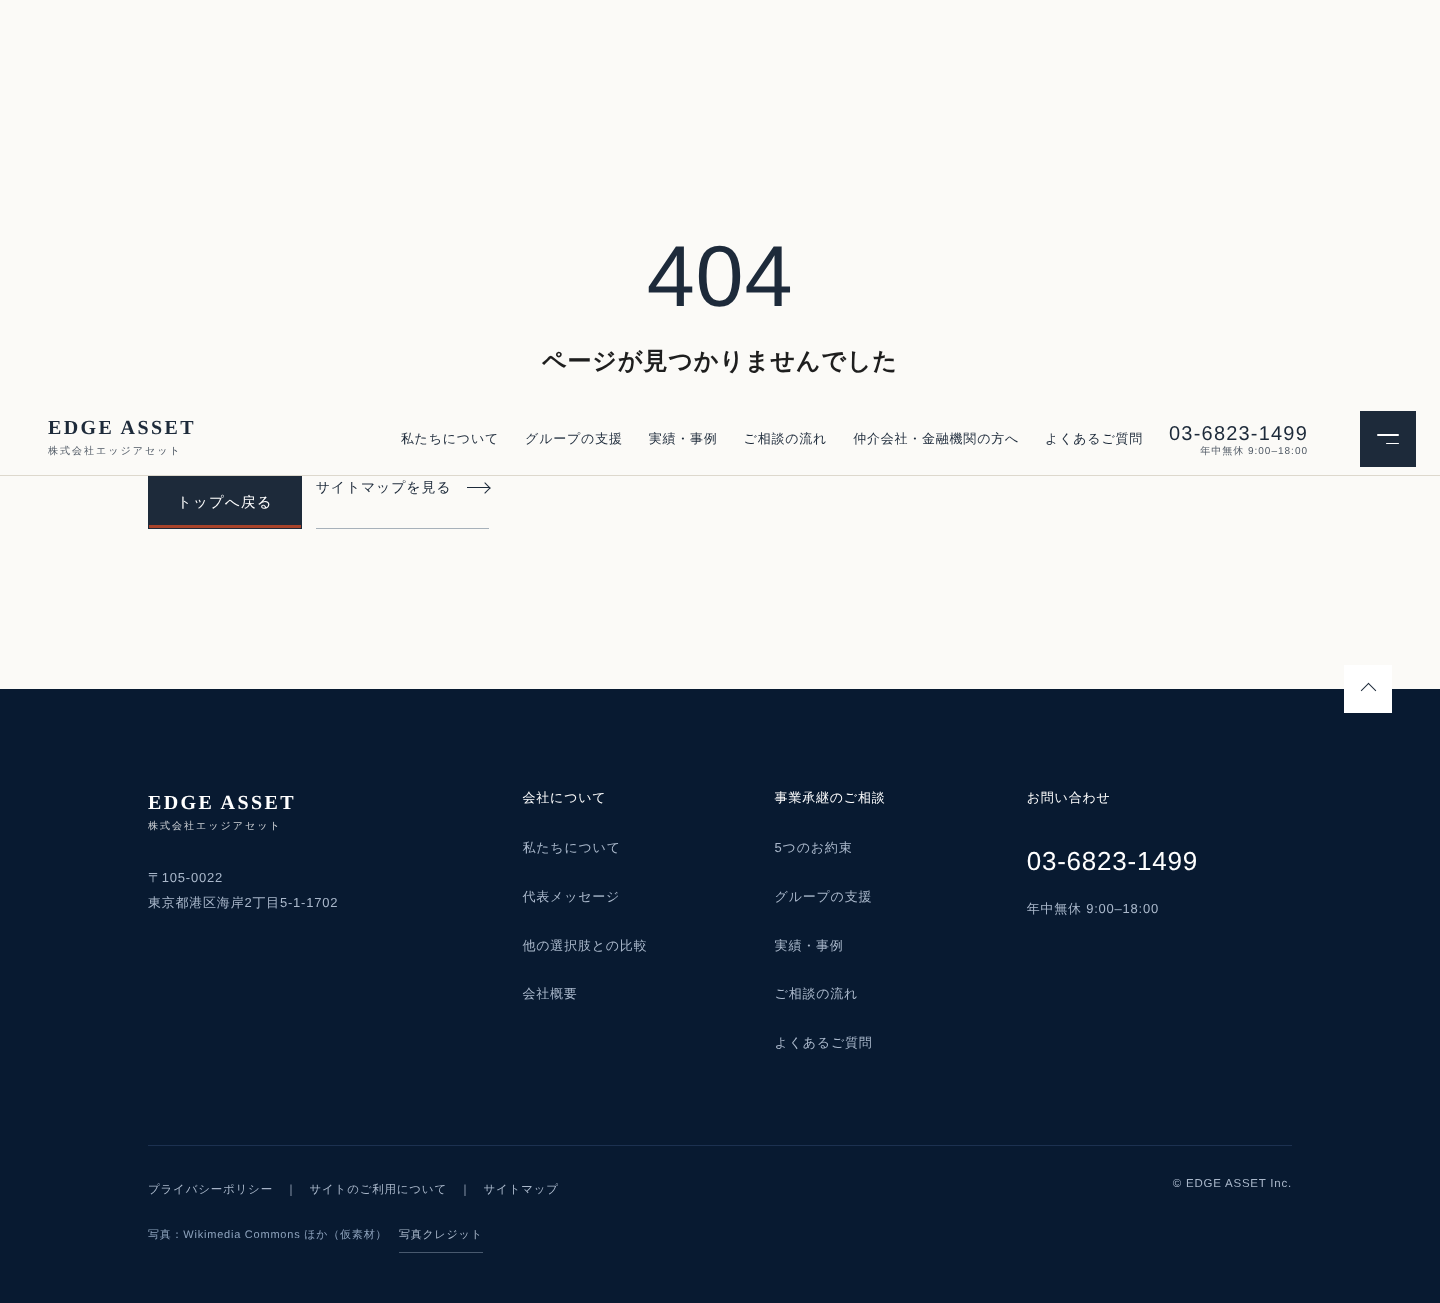 404
ページが見つかりませんでした
EDGE ASSET
株式会社エッジアセット
私たちについて
グループの支援
実績・事例
ご相談の流れ
仲介会社・金融機関の方へ
よくあるご質問
03-6823-1499
年中無休 9:00–18:00
トップへ戻る
サイトマップを見る
EDGE ASSET
株式会社エッジアセット
〒105-0022
東京都港区海岸2丁目5-1-1702
会社について
私たちについて
代表メッセージ
他の選択肢との比較
会社概要
事業承継のご相談
5つのお約束
グループの支援
実績・事例
ご相談の流れ
よくあるご質問
お問い合わせ
03-6823-1499
年中無休 9:00–18:00
プライバシーポリシー | サイトのご利用について | サイトマップ
© EDGE ASSET Inc.
写真：Wikimedia Commons ほか（仮素材） 写真クレジット